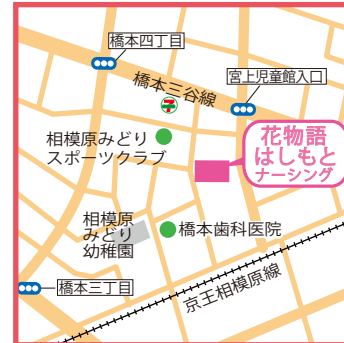 橋本四丁目
橋本三谷線
宮上児童館入口
7
相模原みどり
スポーツクラブ
花物語
はしもと
ナーシング
相模原
みどり
幼稚園
橋本歯科医院
京王相模原線
橋本三丁目